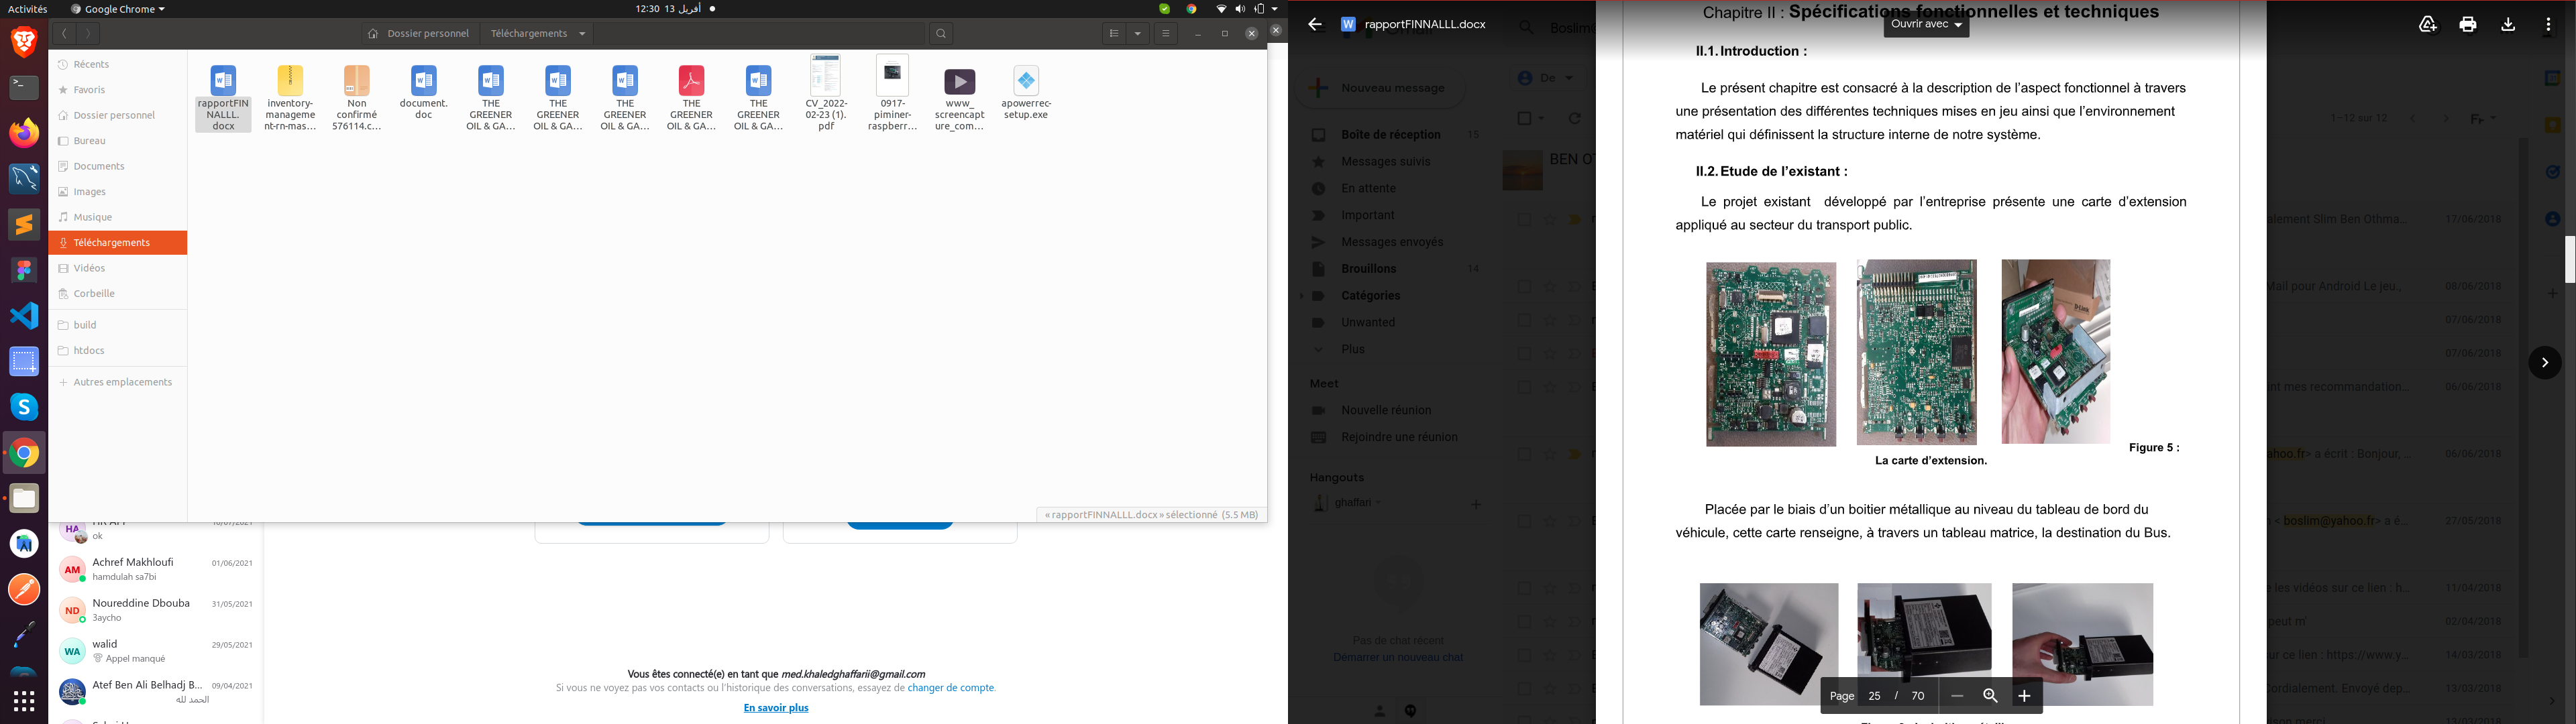 Activités
Google Chrome
12:30 13 أفريل
Dossier personnel
Téléchargements
Récents
Favoris
Dossier personnel
Bureau
Documents
Images
Musique
Téléchargements
Vidéos
Corbeille
build
htdocs
Autres emplacements
rapportFIN
NALLL.
docx
inventory-
manageme
nt-rn-mas...
Non
confirmé
576114.c...
document.
doc
THE
GREENER
OIL & GA...
THE
GREENER
OIL & GA...
THE
GREENER
OIL & GA...
THE
GREENER
OIL & GA...
THE
GREENER
OIL & GA...
CV_2022-
02-23 (1).
pdf
0917-
piminer-
raspberr...
www_
screencapt
ure_com...
apowerrec-
setup.exe
« rapportFINNALLL.docx » sélectionné (5.5 MB)
ok
AM
Achref Makhloufi
01/06/2021
hamdulah sa7bi
ND
Noureddine Dbouba
31/05/2021
3aycho
WA
walid
29/05/2021
Appel manqué
Atef Ben Ali Belhadj B...
09/04/2021
الحمد لله
Vous êtes connecté(e) en tant que med.khaledghaffarii@gmail.com
Si vous ne voyez pas vos contacts ou l'historique des conversations, essayez de changer de compte.
En savoir plus
rapportFINNALLL.docx
Ouvrir avec
De
Nouveau message
Boîte de réception 15
Messages suivis
En attente
Important
Messages envoyés
Brouillons 14
Catégories
Unwanted
Plus
Meet
Nouvelle réunion
Rejoindre une réunion
Hangouts
ghaffari
Pas de chat récent
Démarrer un nouveau chat
1–12 sur 12
Fr
BEN OT
Chapitre II : Spécifications fonctionnelles et techniques
II.1. Introduction :
Le présent chapitre est consacré à la description de l'aspect fonctionnel à travers
une présentation des différentes techniques mises en jeu ainsi que l'environnement
matériel qui définissent la structure interne de notre système.
II.2. Etude de l'existant :
Le projet existant développé par l'entreprise présente une carte d'extension
appliqué au secteur du transport public.
Figure 5 :
La carte d'extension.
Placée par le biais d'un boitier métallique au niveau du tableau de bord du
véhicule, cette carte renseigne, à travers un tableau matrice, la destination du Bus.
Page 25 / 70
alement Slim Ben Othma... 17/06/2018
Mail pour Android Le jeu., 08/06/2018
07/06/2018
07/06/2018
int mes recommandation... 06/06/2018
06/06/2018
ahoo.fr> a écrit : Bonjour, ... 06/06/2018
n < boslim@yahoo.fr> a é... 27/05/2018
e les vidéos sur ce lien : h... 11/04/2018
peut m' 02/04/2018
ur ce lien : https://www.y... 14/03/2018
Cordialement. Envoyé dep... 13/03/2018